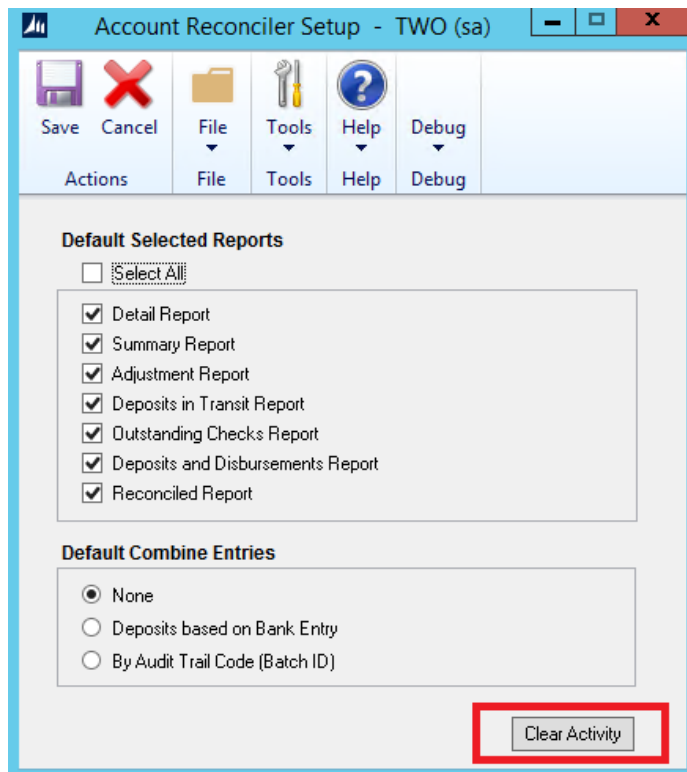 Account Reconciler Setup - TWO (sa)
Save Cancel File Tools Help Debug
Actions File Tools Help Debug
Default Selected Reports
Select All
Detail Report
Summary Report
Adjustment Report
Deposits in Transit Report
Outstanding Checks Report
Deposits and Disbursements Report
Reconciled Report
Default Combine Entries
None
Deposits based on Bank Entry
By Audit Trail Code (Batch ID)
Clear Activity